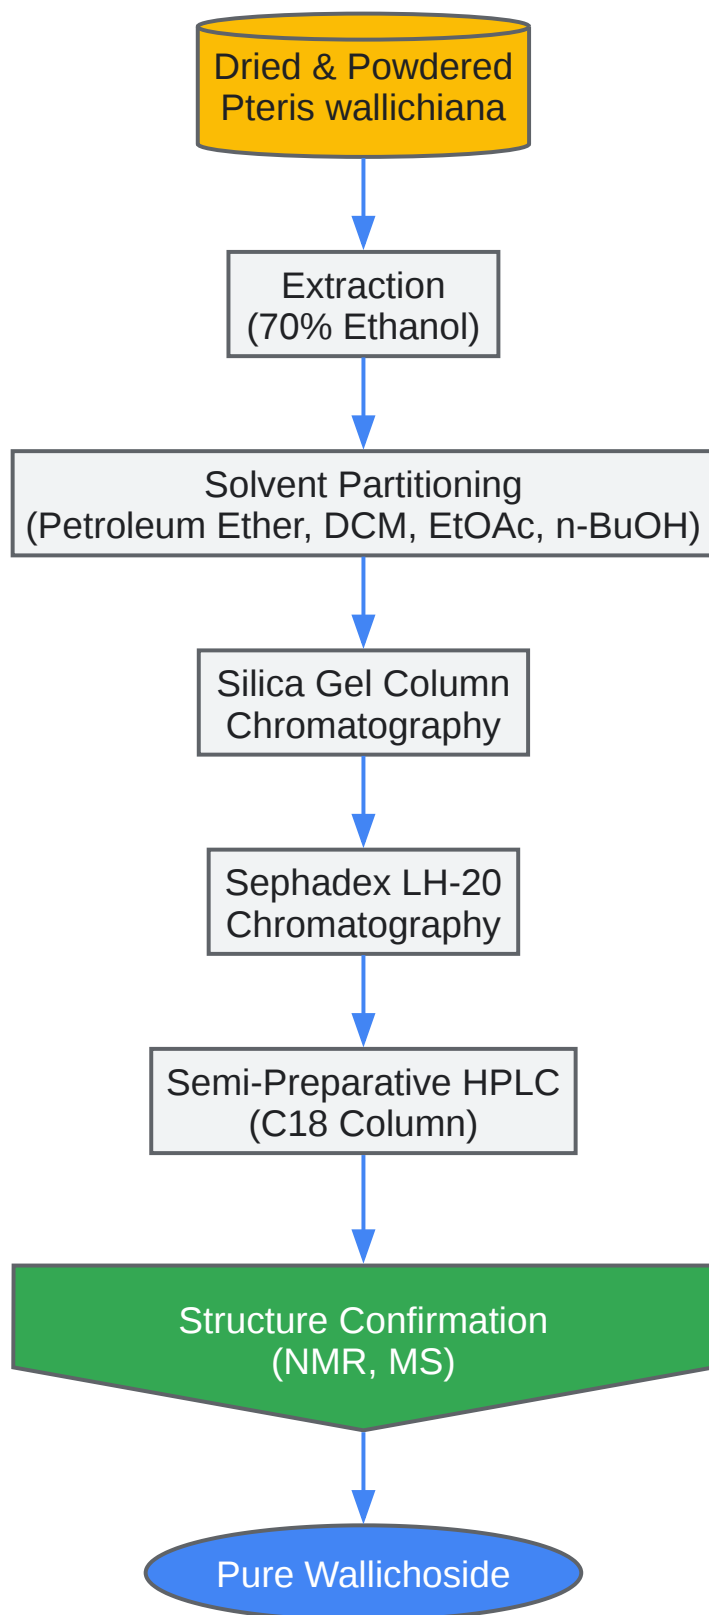 Dried & Powdered
Pteris wallichiana
Extraction
(70% Ethanol)
Solvent Partitioning
(Petroleum Ether, DCM, EtOAc, n-BuOH)
Silica Gel Column
Chromatography
Sephadex LH-20
Chromatography
Semi-Preparative HPLC
(C18 Column)
Structure Confirmation
(NMR, MS)
Pure Wallichoside